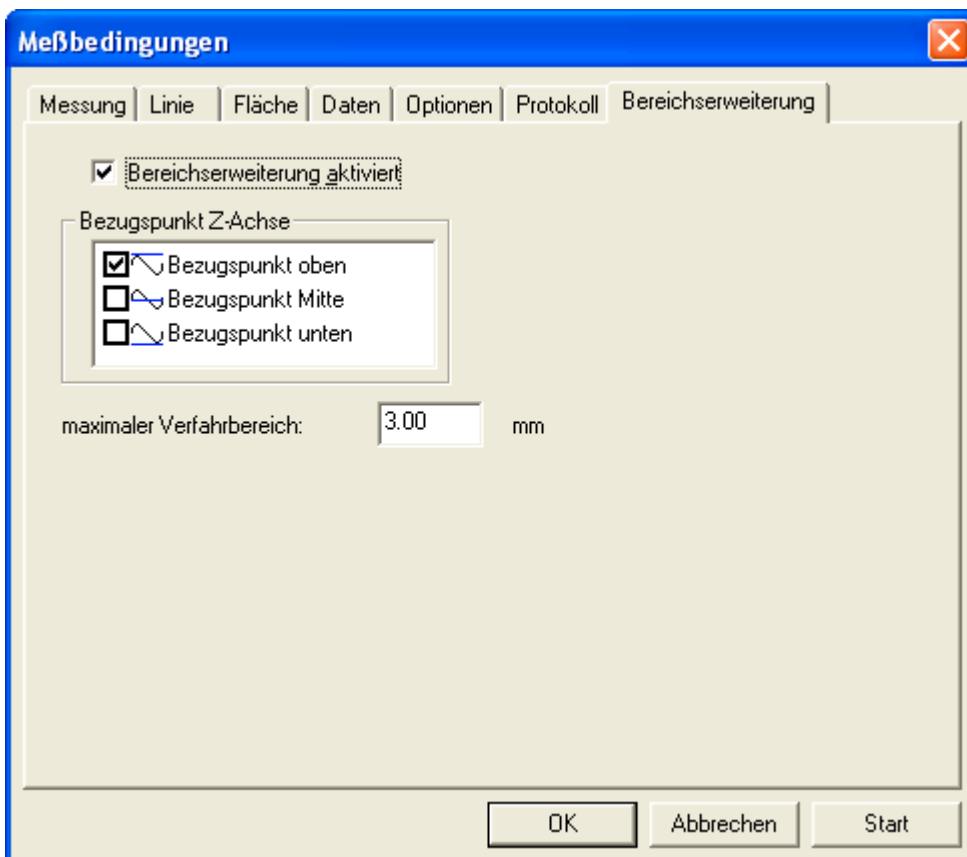 Meßbedingungen
Messung Linie Fläche Daten Optionen Protokoll Bereichserweiterung
Bereichserweiterung aktiviert
Bezugspunkt Z-Achse
Bezugspunkt oben
Bezugspunkt Mitte
Bezugspunkt unten
maximaler Verfahrbereich: 3.00 mm
OK Abbrechen Start